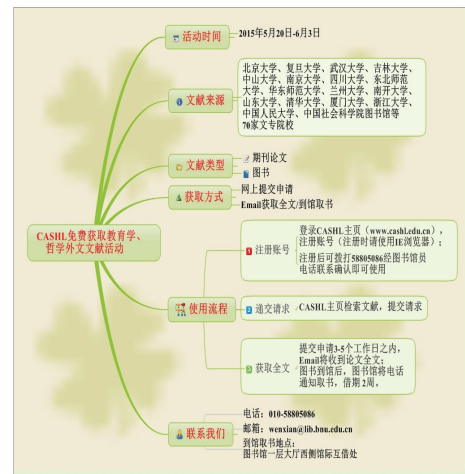 CASHL免费获取教育学、
哲学外文文献活动
活动时间
2015年5月20日-6月3日
文献来源
北京大学、复旦大学、武汉大学、吉林大学、
中山大学、南京大学、四川大学、东北师范
大学、华东师范大学、兰州大学、南开大学、
山东大学、清华大学、厦门大学、浙江大学、
中国人民大学、中国社会科学院图书馆等
70家文专院校
文献类型
期刊论文
图书
获取方式
网上提交申请
Email获取全文/到馆取书
使用流程
1 注册账号
登录CASHL主页（www.cashl.edu.cn），
注册账号（注册时请使用IE浏览器）；
注册后可拨打58805086经图书馆员
电话联系确认即可使用
2 递交请求
CASHL主页检索文献，提交请求
3 获取全文
提交申请3-5个工作日之内，
Email将收到论文全文；
图书到馆后，图书馆将电话
通知取书，借期 2周。
联系我们
电话：010-58805086
邮箱：wenxian@lib.bnu.edu.cn
到馆取书地点：
图书馆一层大厅西侧馆际互借处